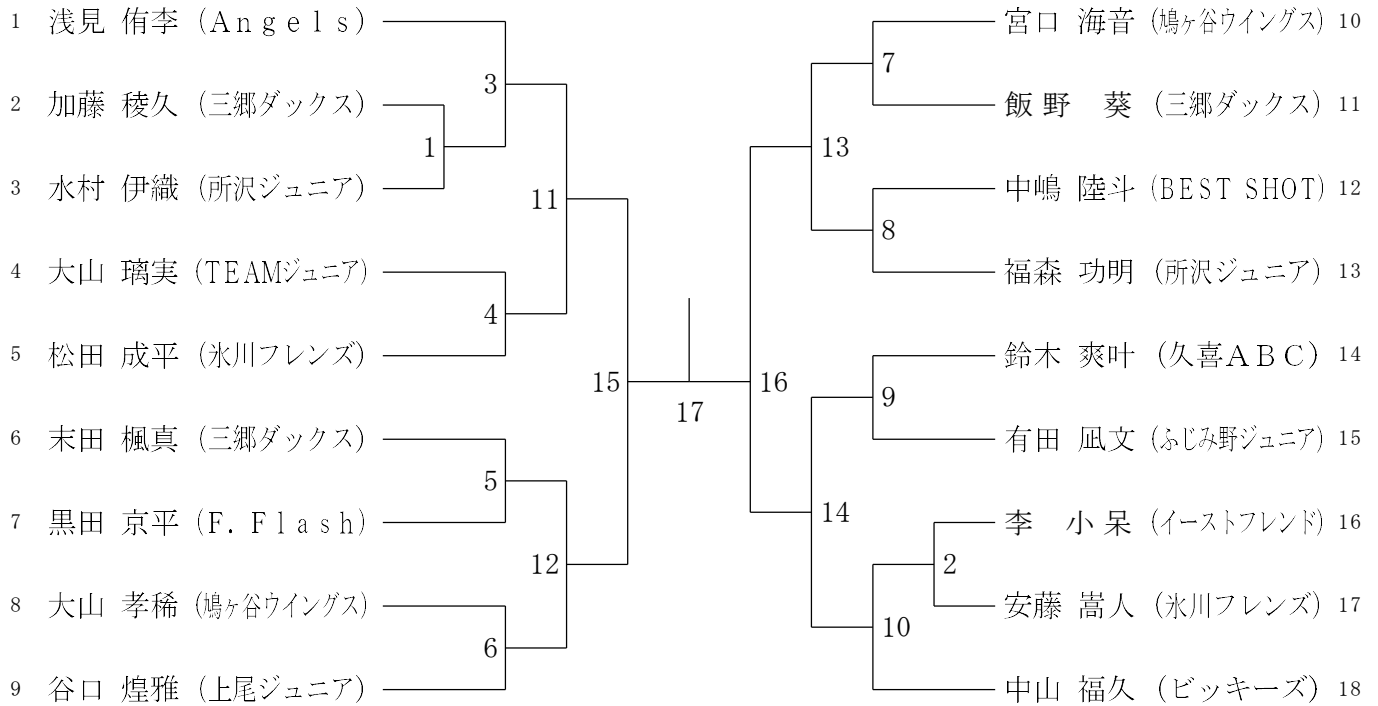 1 浅見 侑李 (Angels)
2 加藤 稜久 (三郷ダックス)
3 水村 伊織 (所沢ジュニア)
4 大山 璃実 (TEAMジュニア)
5 松田 成平 (氷川フレンズ)
6 末田 楓真 (三郷ダックス)
7 黒田 京平 (F. Flash)
8 大山 孝稀 (鳩ヶ谷ウイングス)
9 谷口 煌雅 (上尾ジュニア)
3
1
11
4
15
5
12
6
17
7
13
8
16
9
14
2
10
宮口 海音 (鳩ヶ谷ウイングス) 10
飯野 葵 (三郷ダックス) 11
中嶋 陸斗 (BEST SHOT) 12
福森 功明 (所沢ジュニア) 13
鈴木 爽叶 (久喜ABC) 14
有田 凪文 (ふじみ野ジュニア) 15
李 小呆 (イーストフレンド) 16
安藤 嵩人 (氷川フレンズ) 17
中山 福久 (ビッキーズ) 18